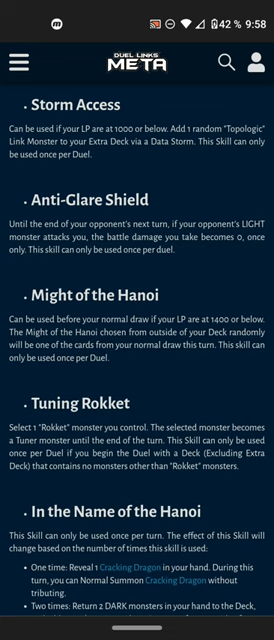 42 % 9:58
DUEL LINKS
META
• Storm Access
Can be used if your LP are at 1000 or below. Add 1 random "Topologic"
Link Monster to your Extra Deck via a Data Storm. This Skill can only
be used once per Duel.
• Anti-Glare Shield
Until the end of your opponent's next turn, if your opponent's LIGHT
monster attacks you, the battle damage you take becomes 0, once
only. This skill can only be used once per duel.
• Might of the Hanoi
Can be used before your normal draw if your LP are at 1400 or below.
The Might of the Hanoi chosen from outside of your Deck randomly
will be one of the cards from your normal draw this turn. This skill can
only be used once per Duel.
• Tuning Rokket
Select 1 "Rokket" monster you control. The selected monster becomes
a Tuner monster until the end of the turn. This Skill can only be used
once per Duel if you begin the Duel with a Deck (Excluding Extra
Deck) that contains no monsters other than "Rokket" monsters.
• In the Name of the Hanoi
This Skill can only be used once per turn. The effect of this Skill will
change based on the number of times this skill is used:
• One time: Reveal 1 Cracking Dragon in your hand. During this
turn, you can Normal Summon Cracking Dragon without
tributing.
• Two times: Return 2 DARK monsters in your hand to the Deck,